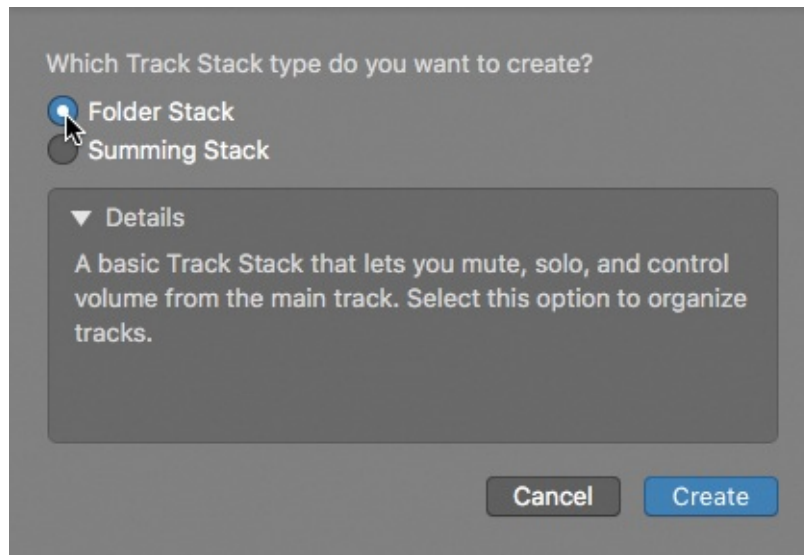 Which Track Stack type do you want to create?
Folder Stack
Summing Stack
Details
A basic Track Stack that lets you mute, solo, and control
volume from the main track. Select this option to organize
tracks.
Cancel Create